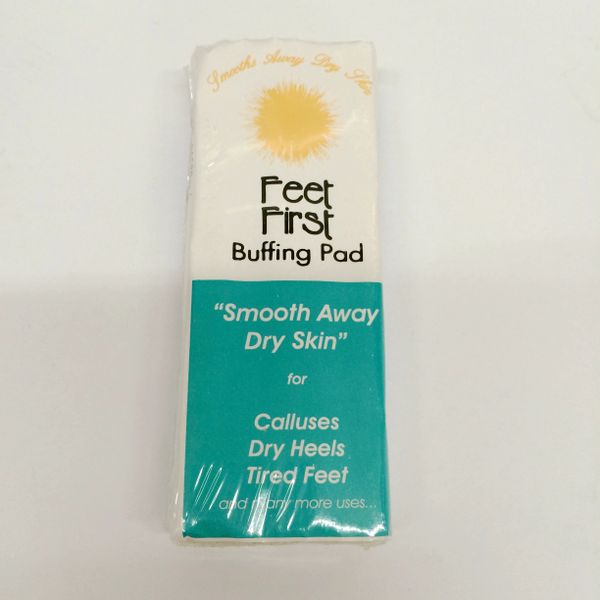 Smooths Away Dry Skin
Feet
First
Buffing Pad
“Smooth Away
Dry Skin”
for
Calluses
Dry Heels
Tired Feet
and many more uses...